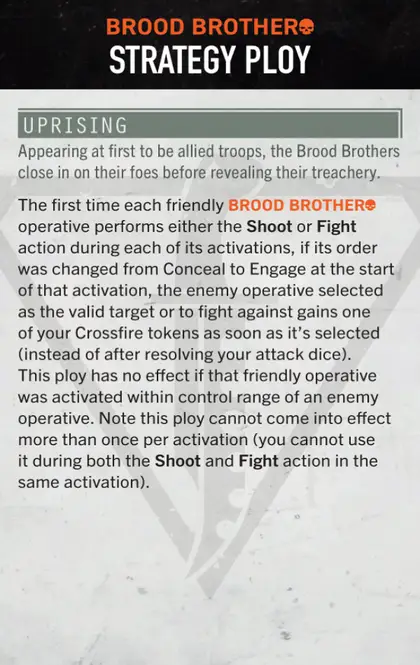 BROOD BROTHER
STRATEGY PLOY
UPRISING
Appearing at first to be allied troops, the Brood Brothers
close in on their foes before revealing their treachery.
The first time each friendly BROOD BROTHER
operative performs either the Shoot or Fight
action during each of its activations, if its order
was changed from Conceal to Engage at the start
of that activation, the enemy operative selected
as the valid target or to fight against gains one
of your Crossfire tokens as soon as it's selected
(instead of after resolving your attack dice).
This ploy has no effect if that friendly operative
was activated within control range of an enemy
operative. Note this ploy cannot come into effect
more than once per activation (you cannot use
it during both the Shoot and Fight action in the
same activation).